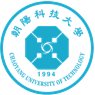 朝陽科技大學
1994
CHAOYANG UNIVERSITY OF TECHNOLOGY